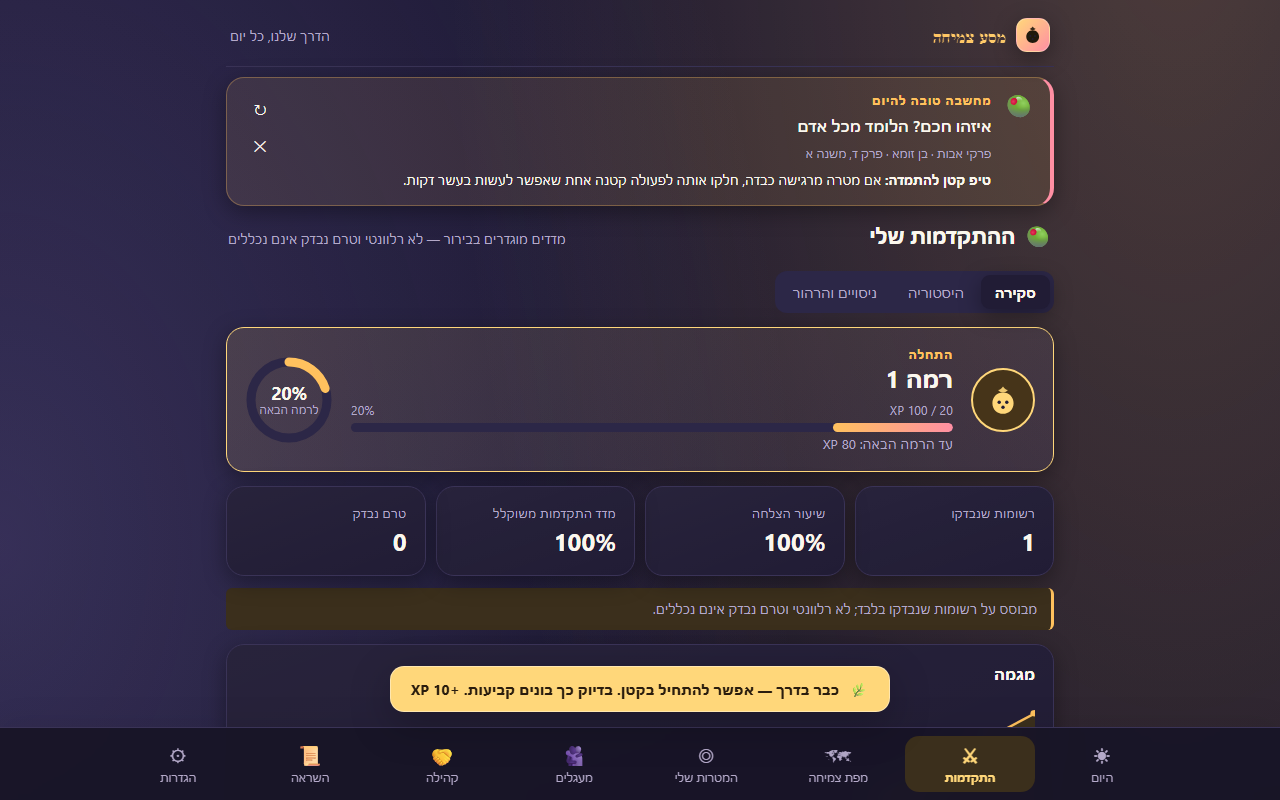 מסע צמיחה
הדרך שלנו, כל יום
מחשבה טובה להיום
איזהו חכם? הלומד מכל אדם
פרקי אבות · בן זומא · פרק ד, משנה א
טיפ קטן להתמדה: אם מטרה מרגישה כבדה, חלקו אותה לפעולה קטנה אחת שאפשר לעשות בעשר דקות.
ההתקדמות שלי
מדדים מוגדרים בבירור — לא רלוונטי וטרם נבדק אינם נכללים
סקירה
היסטוריה
ניסויים והרהור
התחלה
רמה 1
20 / 100 XP
20%
עד הרמה הבאה: 80 XP
20%
לרמה הבאה
רשומות שנבדקו
1
שיעור הצלחה
100%
מדד התקדמות משוקלל
100%
טרם נבדק
0
מבוסס על רשומות שנבדקו בלבד; לא רלוונטי וטרם נבדק אינם נכללים.
מגמה
כבר בדרך — אפשר להתחיל בקטן. בדיוק כך בונים קביעות. +10 XP
היום
התקדמות
מפת צמיחה
המטרות שלי
מעגלים
קהילה
השראה
הגדרות